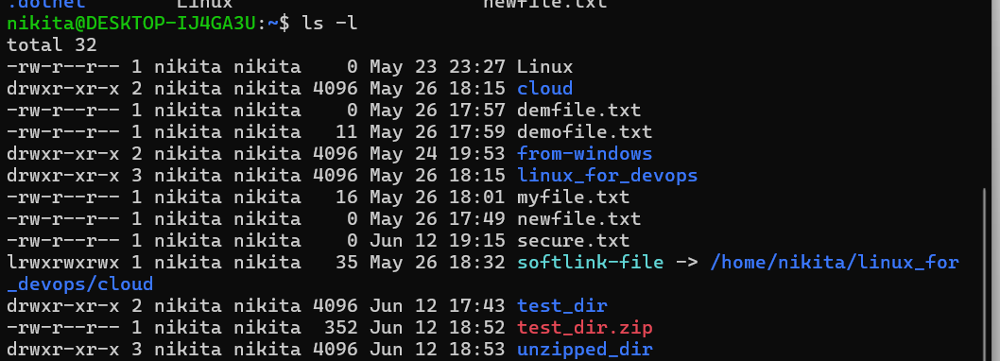 .dotnet Linux newfile.txt
nikita@DESKTOP-IJ4GA3U:~$ ls -l
total 32
-rw-r--r-- 1 nikita nikita    0 May 23 23:27 Linux
drwxr-xr-x 2 nikita nikita 4096 May 26 18:15 cloud
-rw-r--r-- 1 nikita nikita    0 May 26 17:57 demfile.txt
-rw-r--r-- 1 nikita nikita   11 May 26 17:59 demofile.txt
drwxr-xr-x 2 nikita nikita 4096 May 24 19:53 from-windows
drwxr-xr-x 3 nikita nikita 4096 May 26 18:15 linux_for_devops
-rw-r--r-- 1 nikita nikita   16 May 26 18:01 myfile.txt
-rw-r--r-- 1 nikita nikita    0 May 26 17:49 newfile.txt
-rw-r--r-- 1 nikita nikita    0 Jun 12 19:15 secure.txt
lrwxrwxrwx 1 nikita nikita   35 May 26 18:32 softlink-file -> /home/nikita/linux_for
_devops/cloud
drwxr-xr-x 2 nikita nikita 4096 Jun 12 17:43 test_dir
-rw-r--r-- 1 nikita nikita  352 Jun 12 18:52 test_dir.zip
drwxr-xr-x 3 nikita nikita 4096 Jun 12 18:53 unzipped_dir